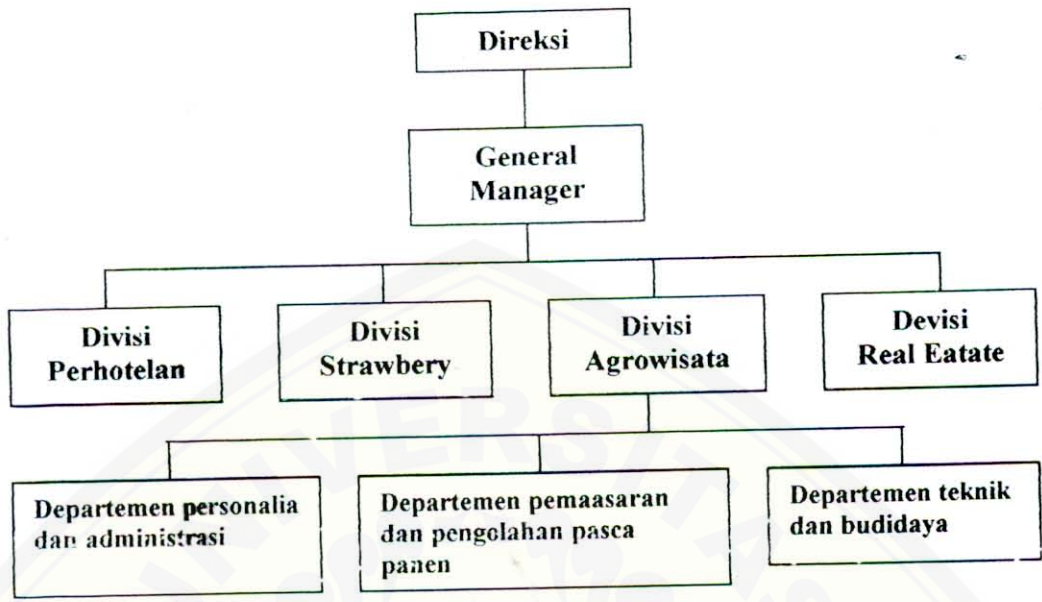 Direksi
General
Manager
Divisi
Perhotelan
Divisi
Strawbery
Divisi
Agrowisata
Devisi
Real Eatate
Departemen personalia
dan administrasi
Departemen pemaasaran
dan pengolahan pasca
panen
Departemen teknik
dan budidaya
UNIVERSITAS